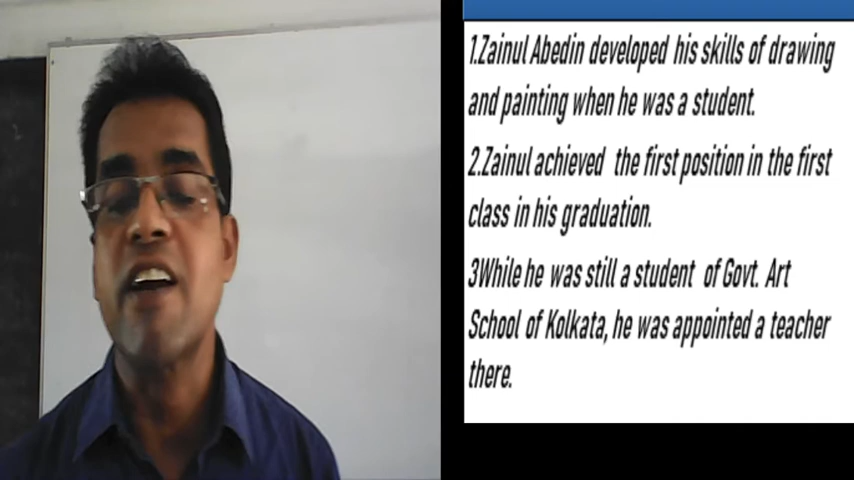 1.Zainul Abedin developed his skills of drawing
and painting when he was a student.
2.Zainul achieved the first position in the first
class in his graduation.
3While he was still a student of Govt. Art
School of Kolkata, he was appointed a teacher
there.